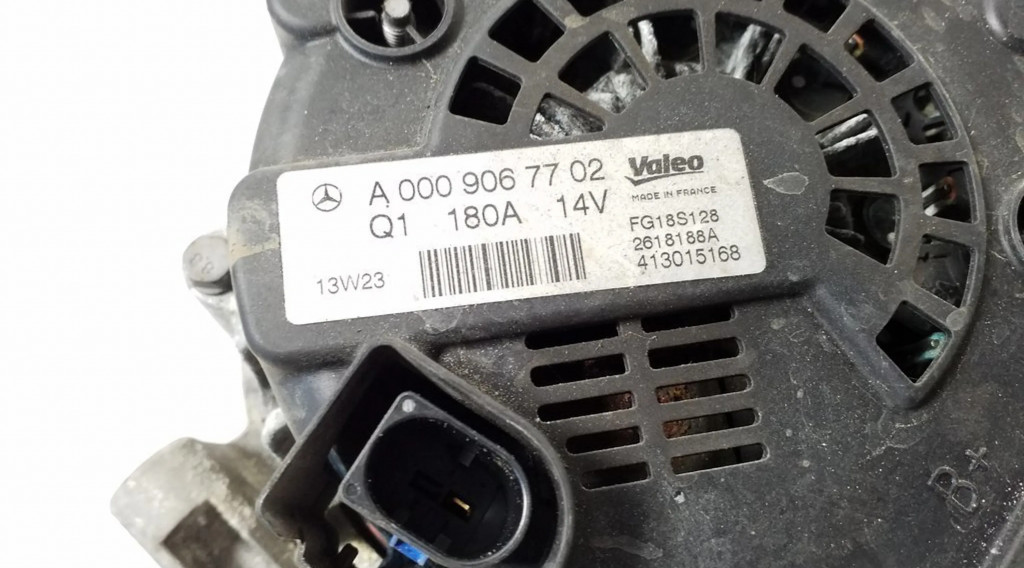 A 000 906 77 02
Valeo
MADE IN FRANCE
Q1 180A 14V
FG18S128
2618188A
413015168
13W23
B+